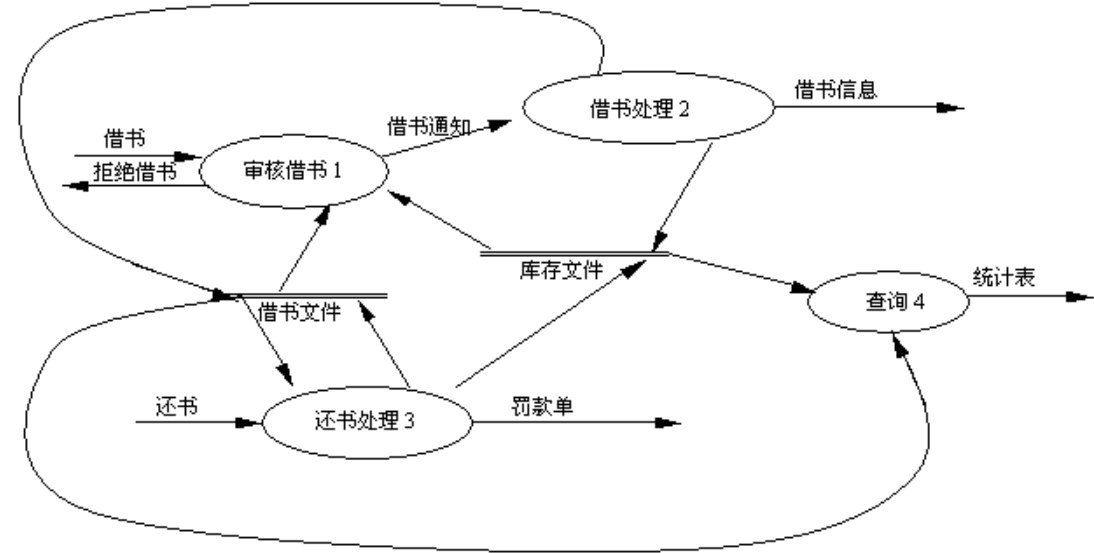 借书处理 2
借书信息
借书通知
借书
拒绝借书
审核借书 1
库存文件
借书文件
查询 4
统计表
还书
还书处理 3
罚款单